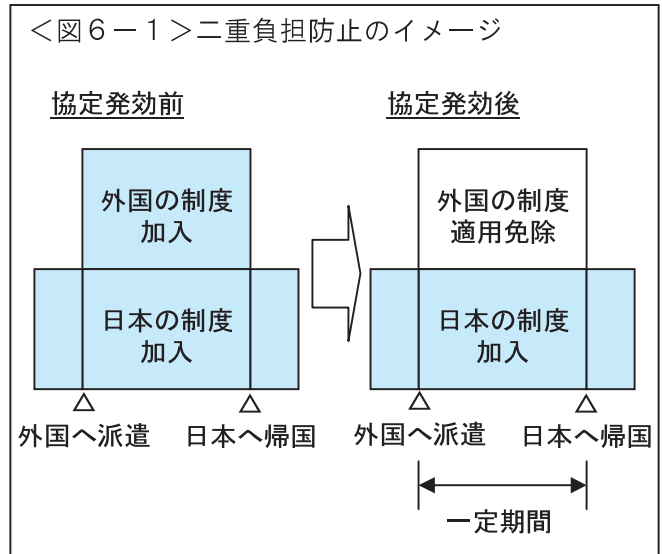 ＜図６－１＞二重負担防止のイメージ
協定発効前
外国の制度
加入
日本の制度
加入
△
△
外国へ派遣
日本へ帰国
協定発効後
外国の制度
適用免除
日本の制度
加入
△
△
外国へ派遣
日本へ帰国
一定期間